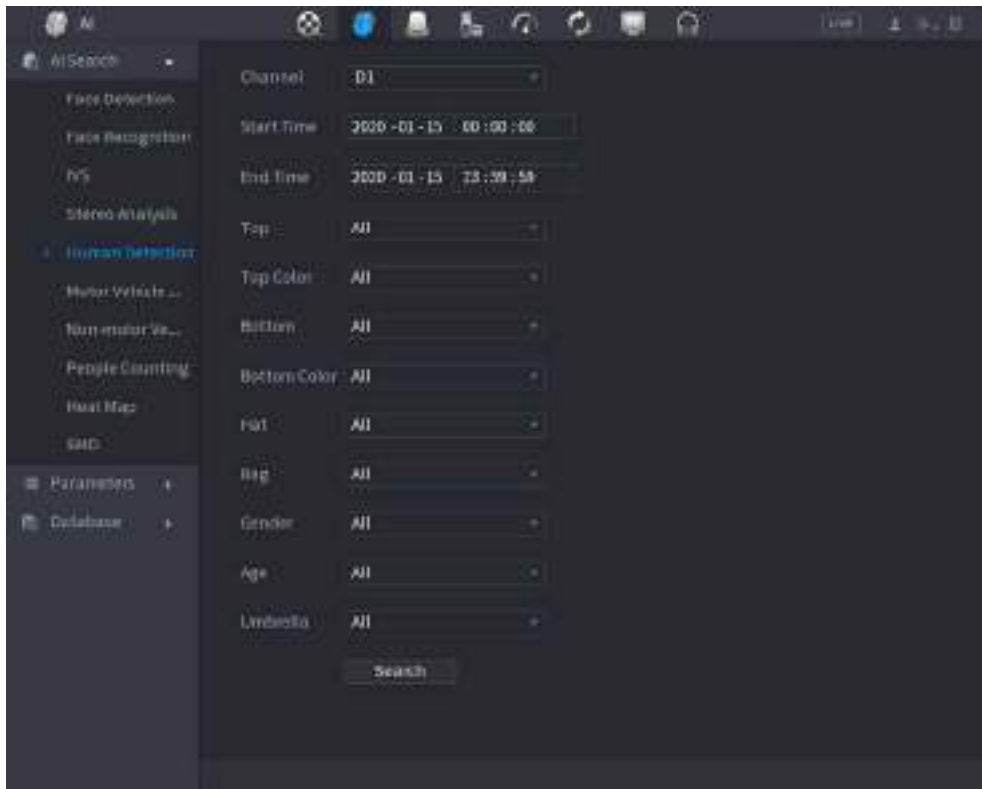 AI
LIVE
AI Search
Face Detection
Face Recognition
IVS
Stereo Analysis
Human Detection
Motor Vehicle ...
Non-motor Ve...
People Counting
Heat Map
SMD
Parameters
Database
Channel D1
Start Time 2020 -01 -15 00 :00 :00
End Time 2020 -01 -15 23 :59 :59
Top All
Top Color All
Bottom All
Bottom Color All
Hat All
Bag All
Gender All
Age All
Umbrella All
Search